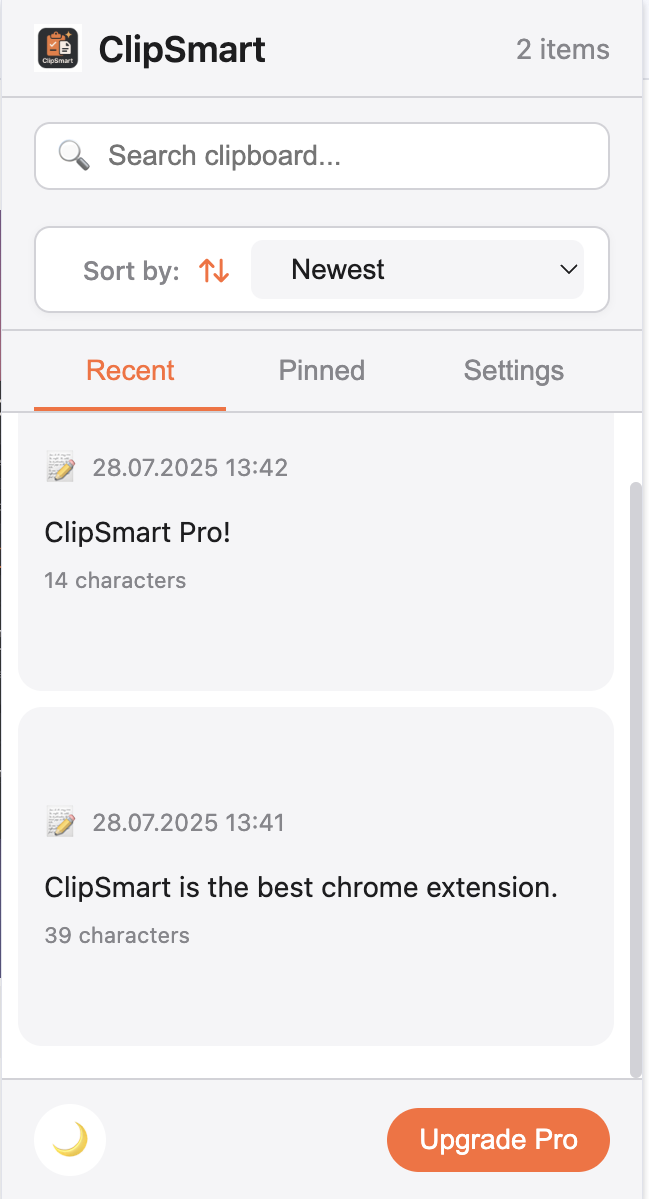 ClipSmart
ClipSmart
2 items
Search clipboard...
Sort by:
Newest
Recent
Pinned
Settings
28.07.2025 13:42
ClipSmart Pro!
14 characters
28.07.2025 13:41
ClipSmart is the best chrome extension.
39 characters
Upgrade Pro